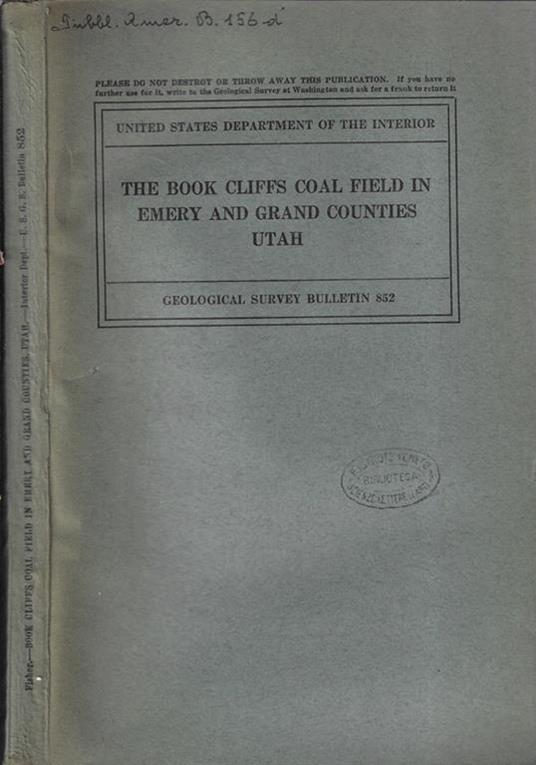 Pubbl. Amer. B. 156-d
PLEASE DO NOT DESTROY OR THROW AWAY THIS PUBLICATION. If you have no
further use for it, write to the Geological Survey at Washington and ask for a frank to return it
UNITED STATES DEPARTMENT OF THE INTERIOR
THE BOOK CLIFFS COAL FIELD IN
EMERY AND GRAND COUNTIES
UTAH
GEOLOGICAL SURVEY BULLETIN 852
VENETO
BIBLIOTECA
SCIENZE LETTERE
Fisher.—BOOK CLIFFS COAL FIELD IN EMERY AND GRAND COUNTIES, UTAH.—Interior Dept.—U. S. G. S. Bulletin 852